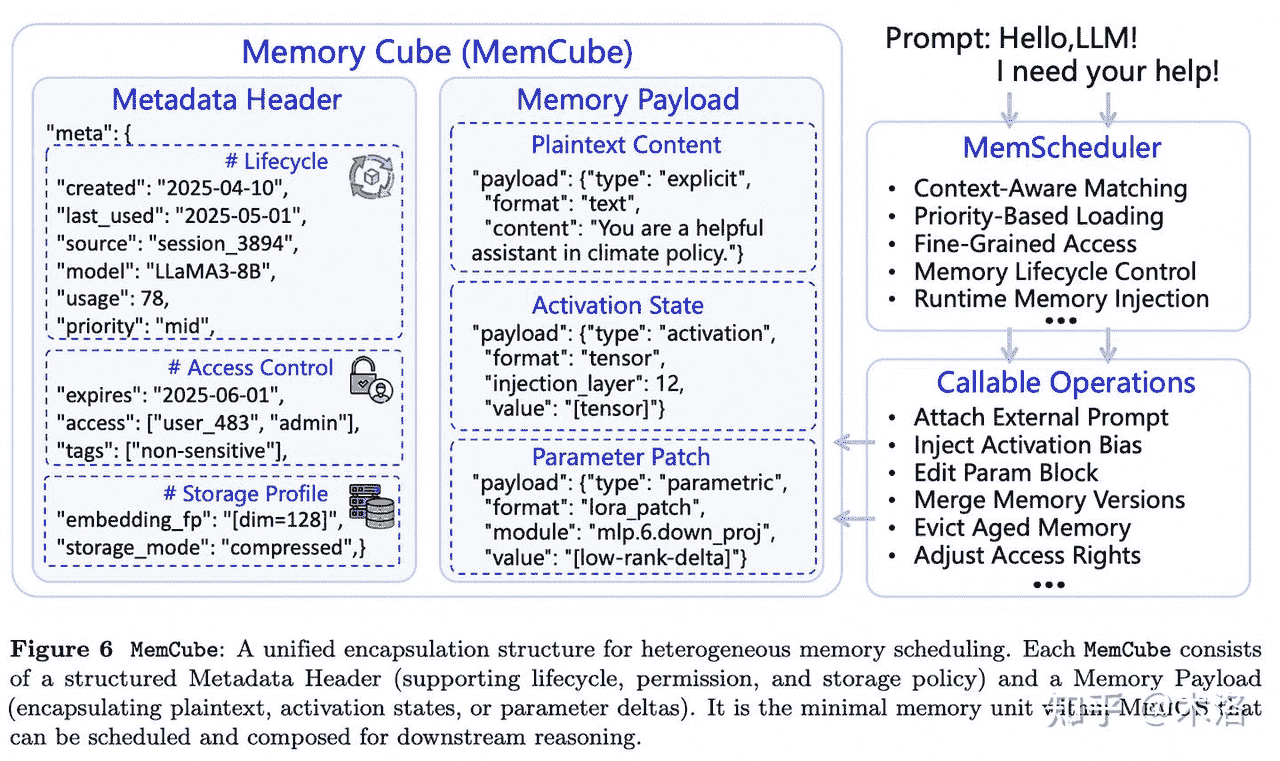 Memory Cube (MemCube)
Metadata Header
"meta": {
# Lifecycle
"created": "2025-04-10",
"last_used": "2025-05-01",
"source": "session_3894",
"model": "LLaMA3-8B",
"usage": 78,
"priority": "mid",
# Access Control
"expires": "2025-06-01",
"access": ["user_483", "admin"],
"tags": ["non-sensitive"],
# Storage Profile
"embedding_fp": "[dim=128]",
"storage_mode": "compressed",}
Memory Payload
Plaintext Content
"payload": {"type": "explicit",
"format": "text",
"content": "You are a helpful
assistant in climate policy."}
Activation State
"payload": {"type": "activation",
"format": "tensor",
"injection_layer": 12,
"value": "[tensor]"}
Parameter Patch
"payload": {"type": "parametric",
"format": "lora_patch",
"module": "mlp.6.down_proj",
"value": "[low-rank-delta]"}
Prompt: Hello,LLM!
I need your help!
MemScheduler
• Context-Aware Matching
• Priority-Based Loading
• Fine-Grained Access
• Memory Lifecycle Control
• Runtime Memory Injection
•••
Callable Operations
• Attach External Prompt
• Inject Activation Bias
• Edit Param Block
• Merge Memory Versions
• Evict Aged Memory
• Adjust Access Rights
•••
Figure 6 MemCube: A unified encapsulation structure for heterogeneous memory scheduling. Each MemCube consists
of a structured Metadata Header (supporting lifecycle, permission, and storage policy) and a Memory Payload
(encapsulating plaintext, activation states, or parameter deltas). It is the minimal memory unit within MemOS that
can be scheduled and composed for downstream reasoning.
知乎 @木洛